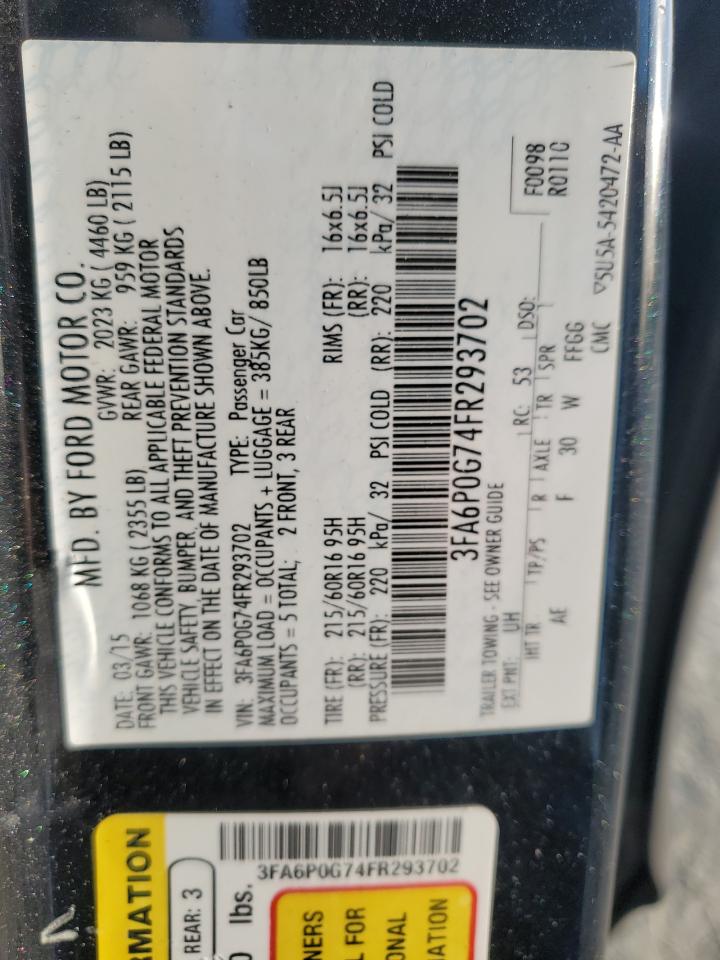 MFD. BY FORD MOTOR CO.
DATE: 03/15 GVWR: 2023 KG ( 4460 LB)
FRONT GAWR: 1068 KG ( 2355 LB) REAR GAWR: 959 KG ( 2115 LB)
THIS VEHICLE CONFORMS TO ALL APPLICABLE FEDERAL MOTOR
VEHICLE SAFETY, BUMPER, AND THEFT PREVENTION STANDARDS
IN EFFECT ON THE DATE OF MANUFACTURE SHOWN ABOVE.
VIN: 3FA6P0G74FR293702 TYPE: Passenger Car
MAXIMUM LOAD = OCCUPANTS + LUGGAGE = 385KG/ 850LB
OCCUPANTS = 5 TOTAL; 2 FRONT, 3 REAR
TIRE (FR): 215/60R16 95H RIMS (FR): 16x6.5J
(RR): 215/60R16 95H (RR): 16x6.5J
PRESSURE (FR): 220 kPa/ 32 PSI COLD (RR): 220 kPa/ 32 PSI COLD
3FA6P0G74FR293702
F0098
R0110
TRAILER TOWING - SEE OWNER GUIDE
EXT PNT: UH RC: 53 DSO:
INT TR TP/PS R AXLE TR SPR
AE F 30 W FFGG
CMC
5U5A-5420472-AA
RMATION
REAR: 3
lbs.
3FA6P0G74FR293702
NERS
L FOR
ONAL
ATION